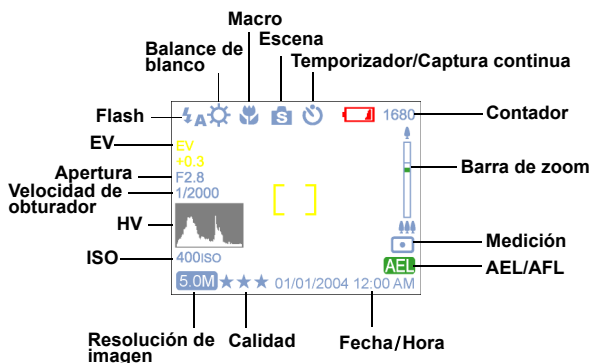 Macro
Escena
Balance de
blanco
Temporizador/Captura continua
Flash
A
S
1680
Contador
EV
EV
+0.3
Barra de zoom
Apertura
F2.8
Velocidad de
obturador
1/2000
HV
Medición
ISO
400ISO
AEL
AEL/AFL
5.0M
01/01/2004 12:00 AM
Resolución de
imagen
Calidad
Fecha/Hora